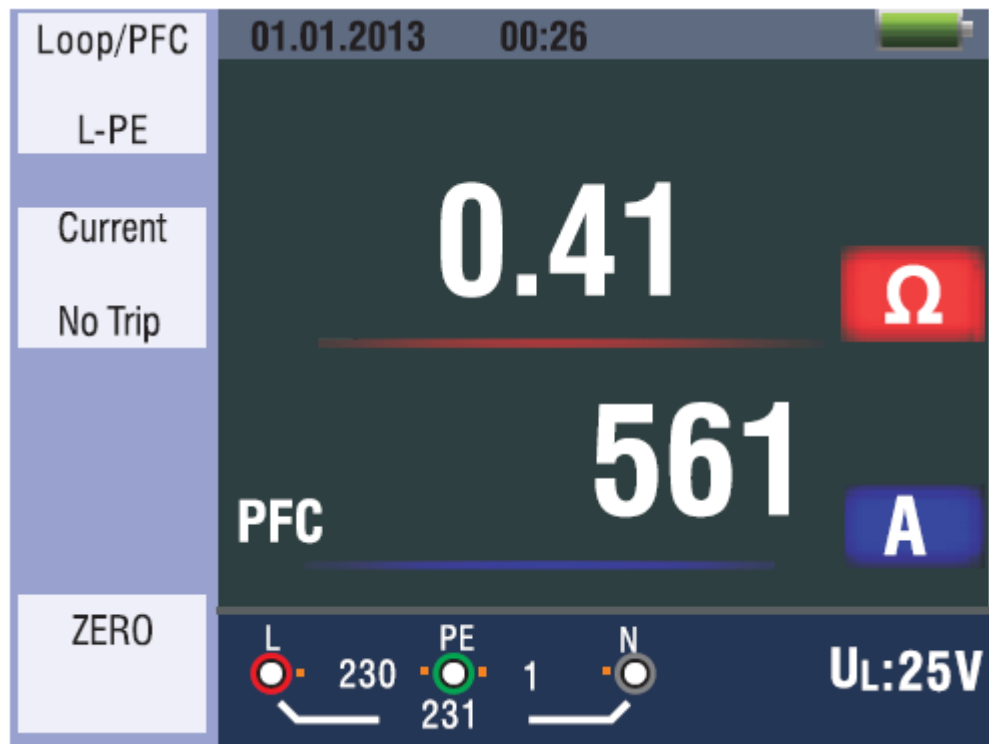 Loop/PFC
L-PE
Current
No Trip
ZERO
01.01.2013 00:26
0.41 Ω
561
PFC A
L PE N
230 1
231
UL:25V